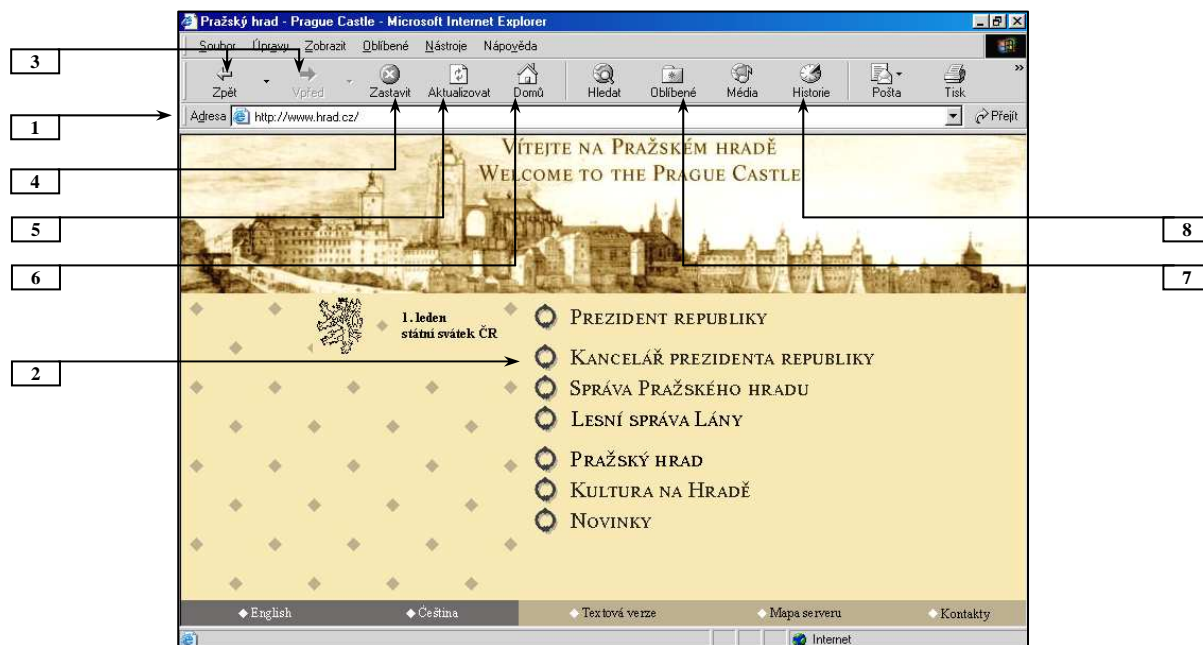 Pražský hrad - Prague Castle - Microsoft Internet Explorer
Soubor Úpravy Zobrazit Oblíbené Nástroje Nápověda
3
Zpět Vpřed Zastavit Aktualizovat Domů Hledat Oblíbené Média Historie Pošta Tisk »
1
Adresa http://www.hrad.cz/ Přejít
VÍTEJTE NA PRAŽSKÉM HRADĚ
WELCOME TO THE PRAGUE CASTLE
4
5
8
6
7
1. leden
státní svátek ČR
PREZIDENT REPUBLIKY
2
KANCELÁŘ PREZIDENTA REPUBLIKY
SPRÁVA PRAŽSKÉHO HRADU
LESNÍ SPRÁVA LÁNY
PRAŽSKÝ HRAD
KULTURA NA HRADĚ
NOVINKY
English Čeština Textová verze Mapa serveru Kontakty
Internet